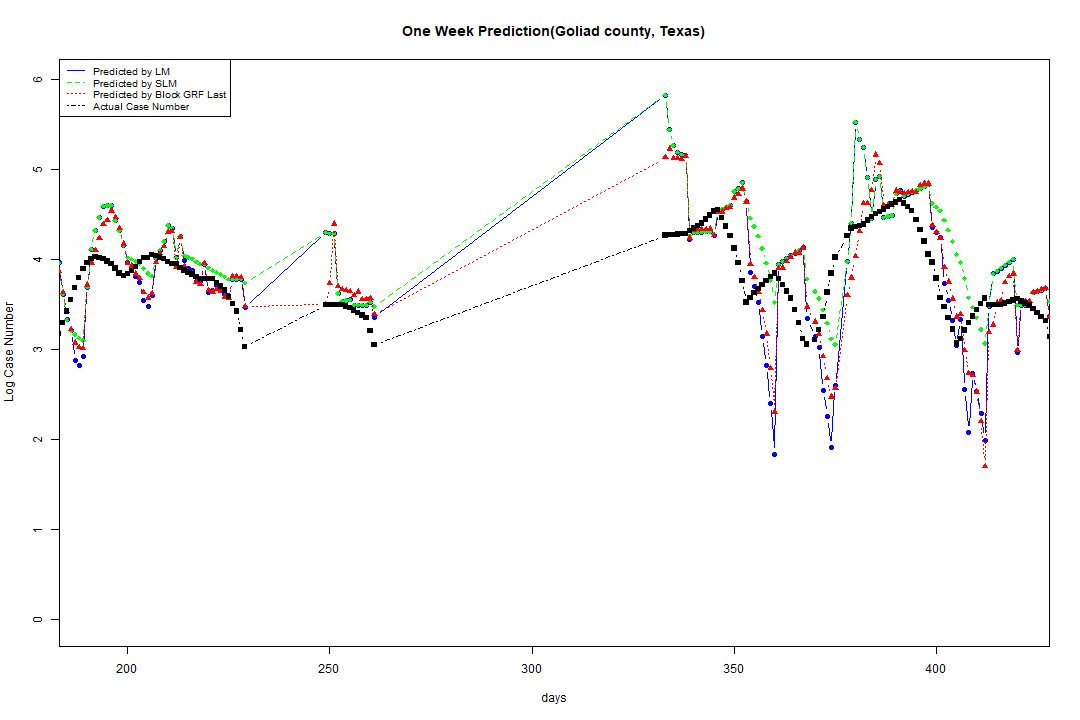 One Week Prediction(Goliad county, Texas)
Predicted by LM
Predicted by SLM
Predicted by Block GRF Last
Actual Case Number
6
5
4
3
2
1
0
Log Case Number
200 250 300 350 400
days